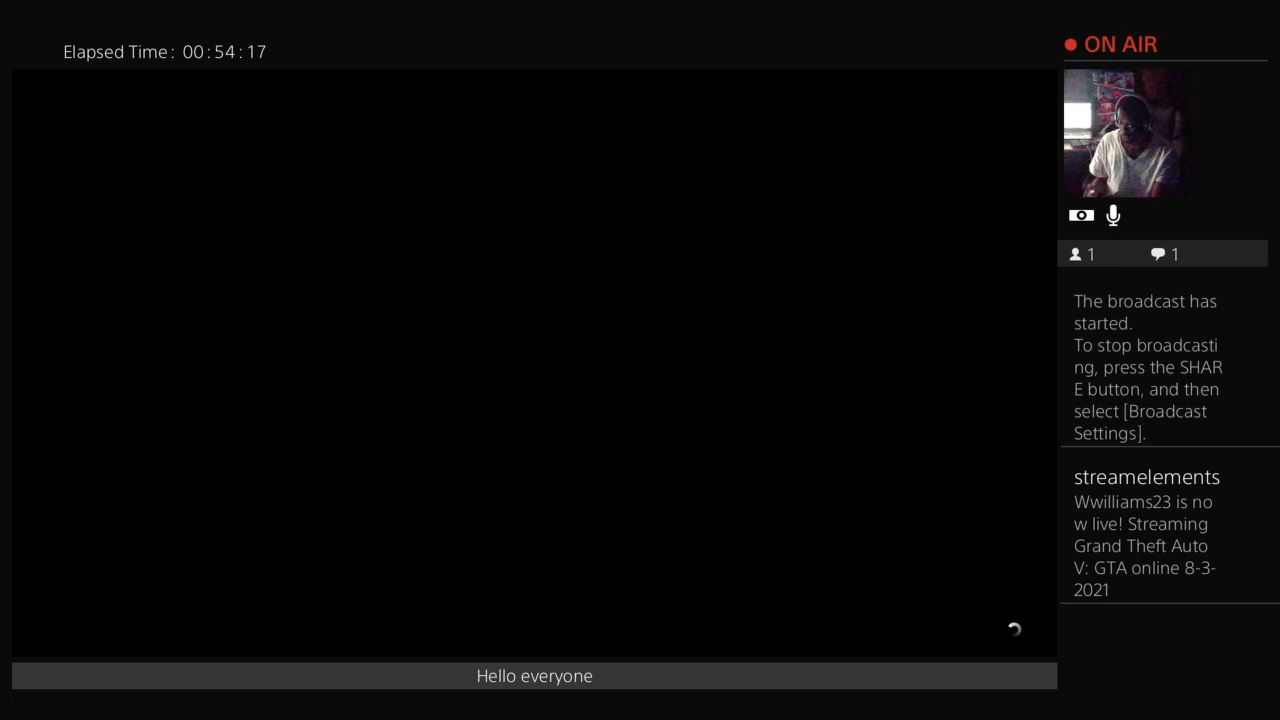 Elapsed Time: 00:54:17
ON AIR
1 1
The broadcast has
started.
To stop broadcasti
ng, press the SHAR
E button, and then
select [Broadcast
Settings].
streamelements
Wwilliams23 is no
w live! Streaming
Grand Theft Auto
V: GTA online 8-3-
2021
Hello everyone